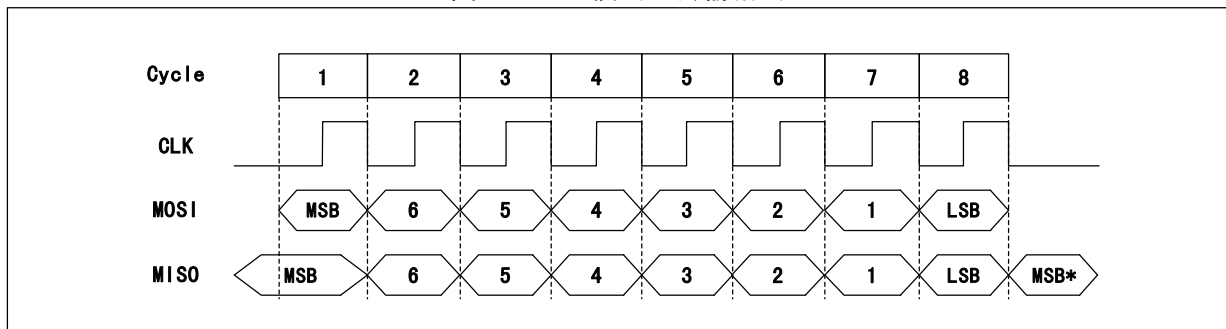 Cycle 1 2 3 4 5 6 7 8
CLK
MOSI MSB 6 5 4 3 2 1 LSB
MISO MSB 6 5 4 3 2 1 LSB MSB*